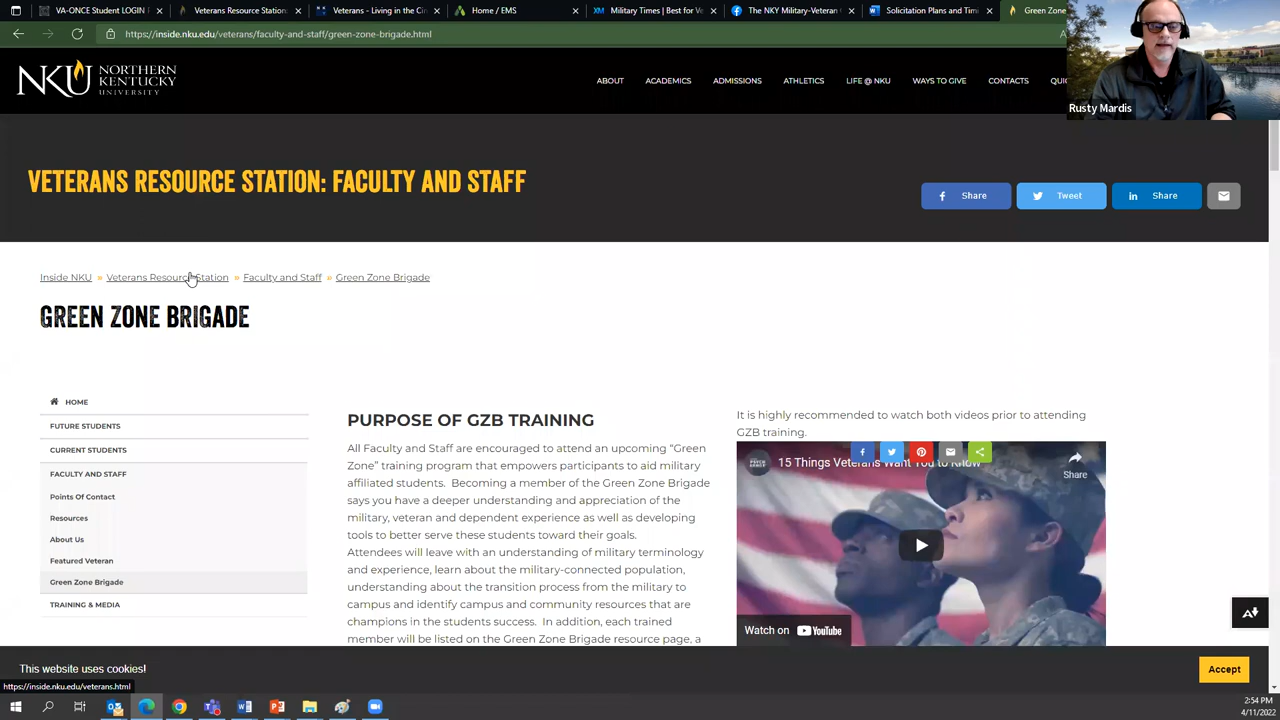 VA-ONCE Student LOGIN P
Veterans Resource Station:
Veterans - Living in the Cir
Home / EMS
Military Times | Best for Ve
The NKY Military-Veteran C
Solicitation Plans and Timi
Green Zone
https://inside.nku.edu/veterans/faculty-and-staff/green-zone-brigade.html
NKU NORTHERN
KENTUCKY
UNIVERSITY
ABOUT
ACADEMICS
ADMISSIONS
ATHLETICS
LIFE @ NKU
WAYS TO GIVE
CONTACTS
QUIC
Rusty Mardis
VETERANS RESOURCE STATION: FACULTY AND STAFF
Share
Tweet
Share
Inside NKU » Veterans Resource Station » Faculty and Staff » Green Zone Brigade
GREEN ZONE BRIGADE
HOME
FUTURE STUDENTS
CURRENT STUDENTS
FACULTY AND STAFF
Points Of Contact
Resources
About Us
Featured Veteran
Green Zone Brigade
TRAINING & MEDIA
PURPOSE OF GZB TRAINING
All Faculty and Staff are encouraged to attend an upcoming “Green
Zone” training program that empowers participants to aid military
affiliated students. Becoming a member of the Green Zone Brigade
says you have a deeper understanding and appreciation of the
military, veteran and dependent experience as well as developing
tools to better serve these students toward their goals.
Attendees will leave with an understanding of military terminology
and experience, learn about the military-connected population,
understanding about the transition process from the military to
campus and identify campus and community resources that are
champions in the students success. In addition, each trained
member will be listed on the Green Zone Brigade resource page, a
It is highly recommended to watch both videos prior to attending
GZB training.
15 Things Veterans Want You to Know
Share
Watch on YouTube
This website uses cookies!
Accept
https://inside.nku.edu/veterans.html
2:54 PM
4/11/2022